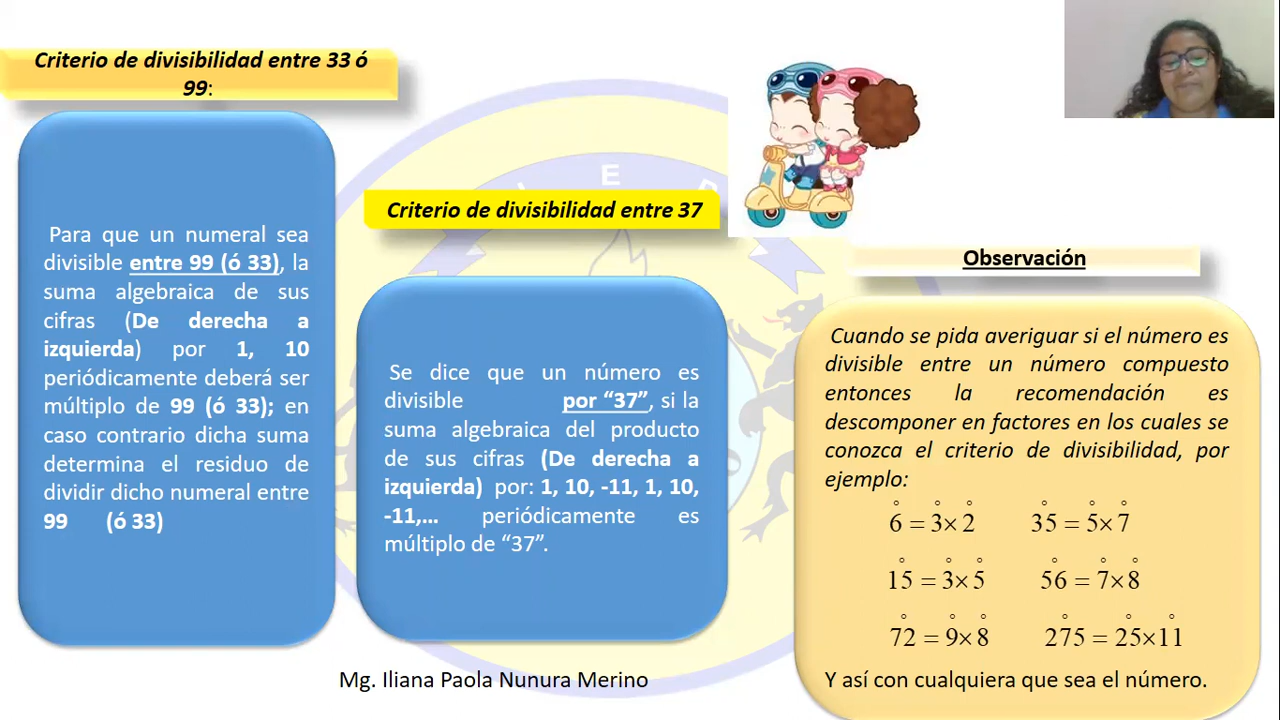 Criterio de divisibilidad entre 33 ó
99:
Para que un numeral sea
divisible entre 99 (ó 33), la
suma algebraica de sus
cifras (De derecha a
izquierda) por 1, 10
periódicamente deberá ser
múltiplo de 99 (ó 33); en
caso contrario dicha suma
determina el residuo de
dividir dicho numeral entre
99 (ó 33)
Criterio de divisibilidad entre 37
Se dice que un número es
divisible por “37”, si la
suma algebraica del producto
de sus cifras (De derecha a
izquierda) por: 1, 10, -11, 1, 10,
-11,... periódicamente es
múltiplo de “37”.
Observación
Cuando se pida averiguar si el número es
divisible entre un número compuesto
entonces la recomendación es
descomponer en factores en los cuales se
conozca el criterio de divisibilidad, por
ejemplo:
6̊ = 3̊ × 2̊ 35̊ = 5̊ × 7̊
15̊ = 3̊ × 5̊ 56̊ = 7̊ × 8̊
72̊ = 9̊ × 8̊ 275̊ = 25̊ × 11̊
Y así con cualquiera que sea el número.
Mg. Iliana Paola Nunura Merino